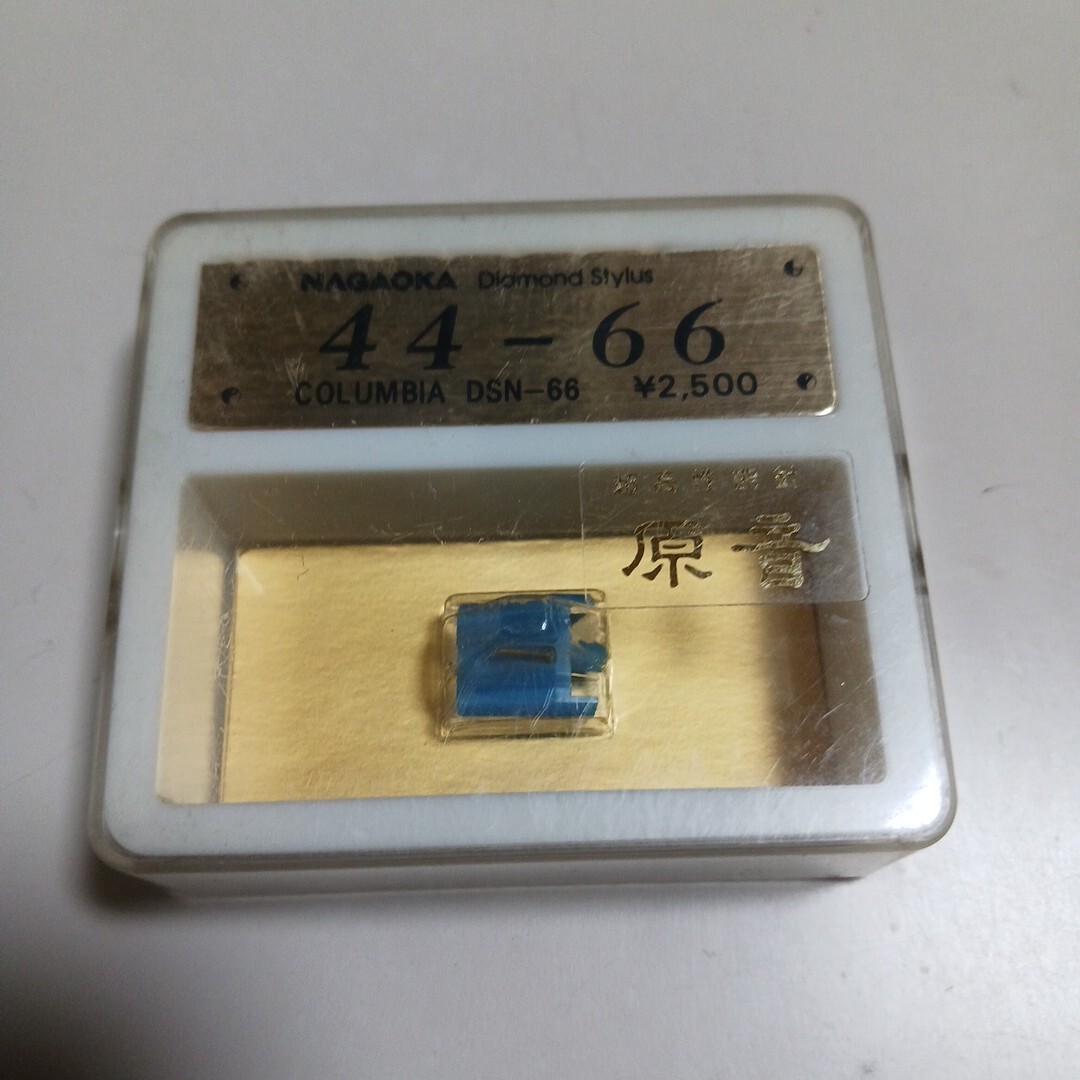 NAGAOKA Diamond Stylus
44-66
COLUMBIA DSN-66 ¥2,500
原音